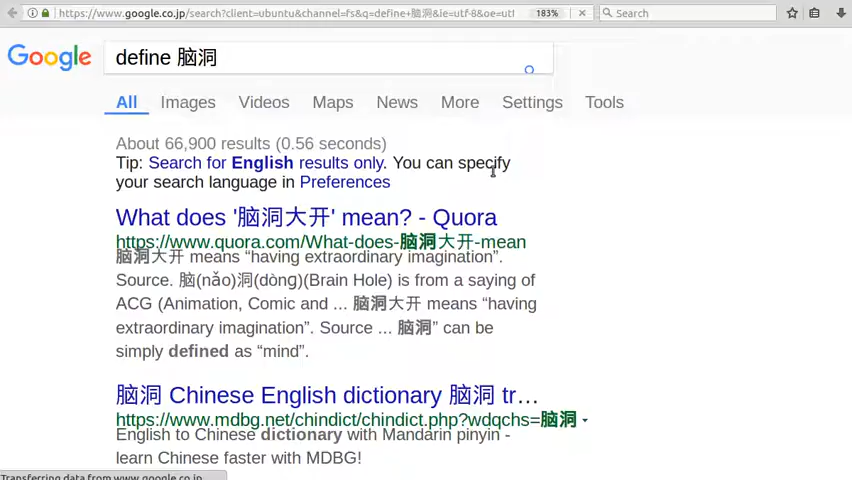 https://www.google.co.jp/search?client=ubuntu&channel=fs&q=define+脑洞&ie=utf-8&oe=utf
183%
Search
Google
define 脑洞
All Images Videos Maps News More Settings Tools
About 66,900 results (0.56 seconds)
Tip: Search for English results only. You can specify
your search language in Preferences
What does '脑洞大开' mean? - Quora
https://www.quora.com/What-does-脑洞大开-mean
脑洞大开 means “having extraordinary imagination”.
Source. 脑(nǎo)洞(dòng)(Brain Hole) is from a saying of
ACG (Animation, Comic and ... 脑洞大开 means “having
extraordinary imagination”. Source ... 脑洞” can be
simply defined as “mind”.
脑洞 Chinese English dictionary 脑洞 tr…
https://www.mdbg.net/chindict/chindict.php?wdqchs=脑洞
English to Chinese dictionary with Mandarin pinyin -
learn Chinese faster with MDBG!
Transferring data from www.google.co.jp…